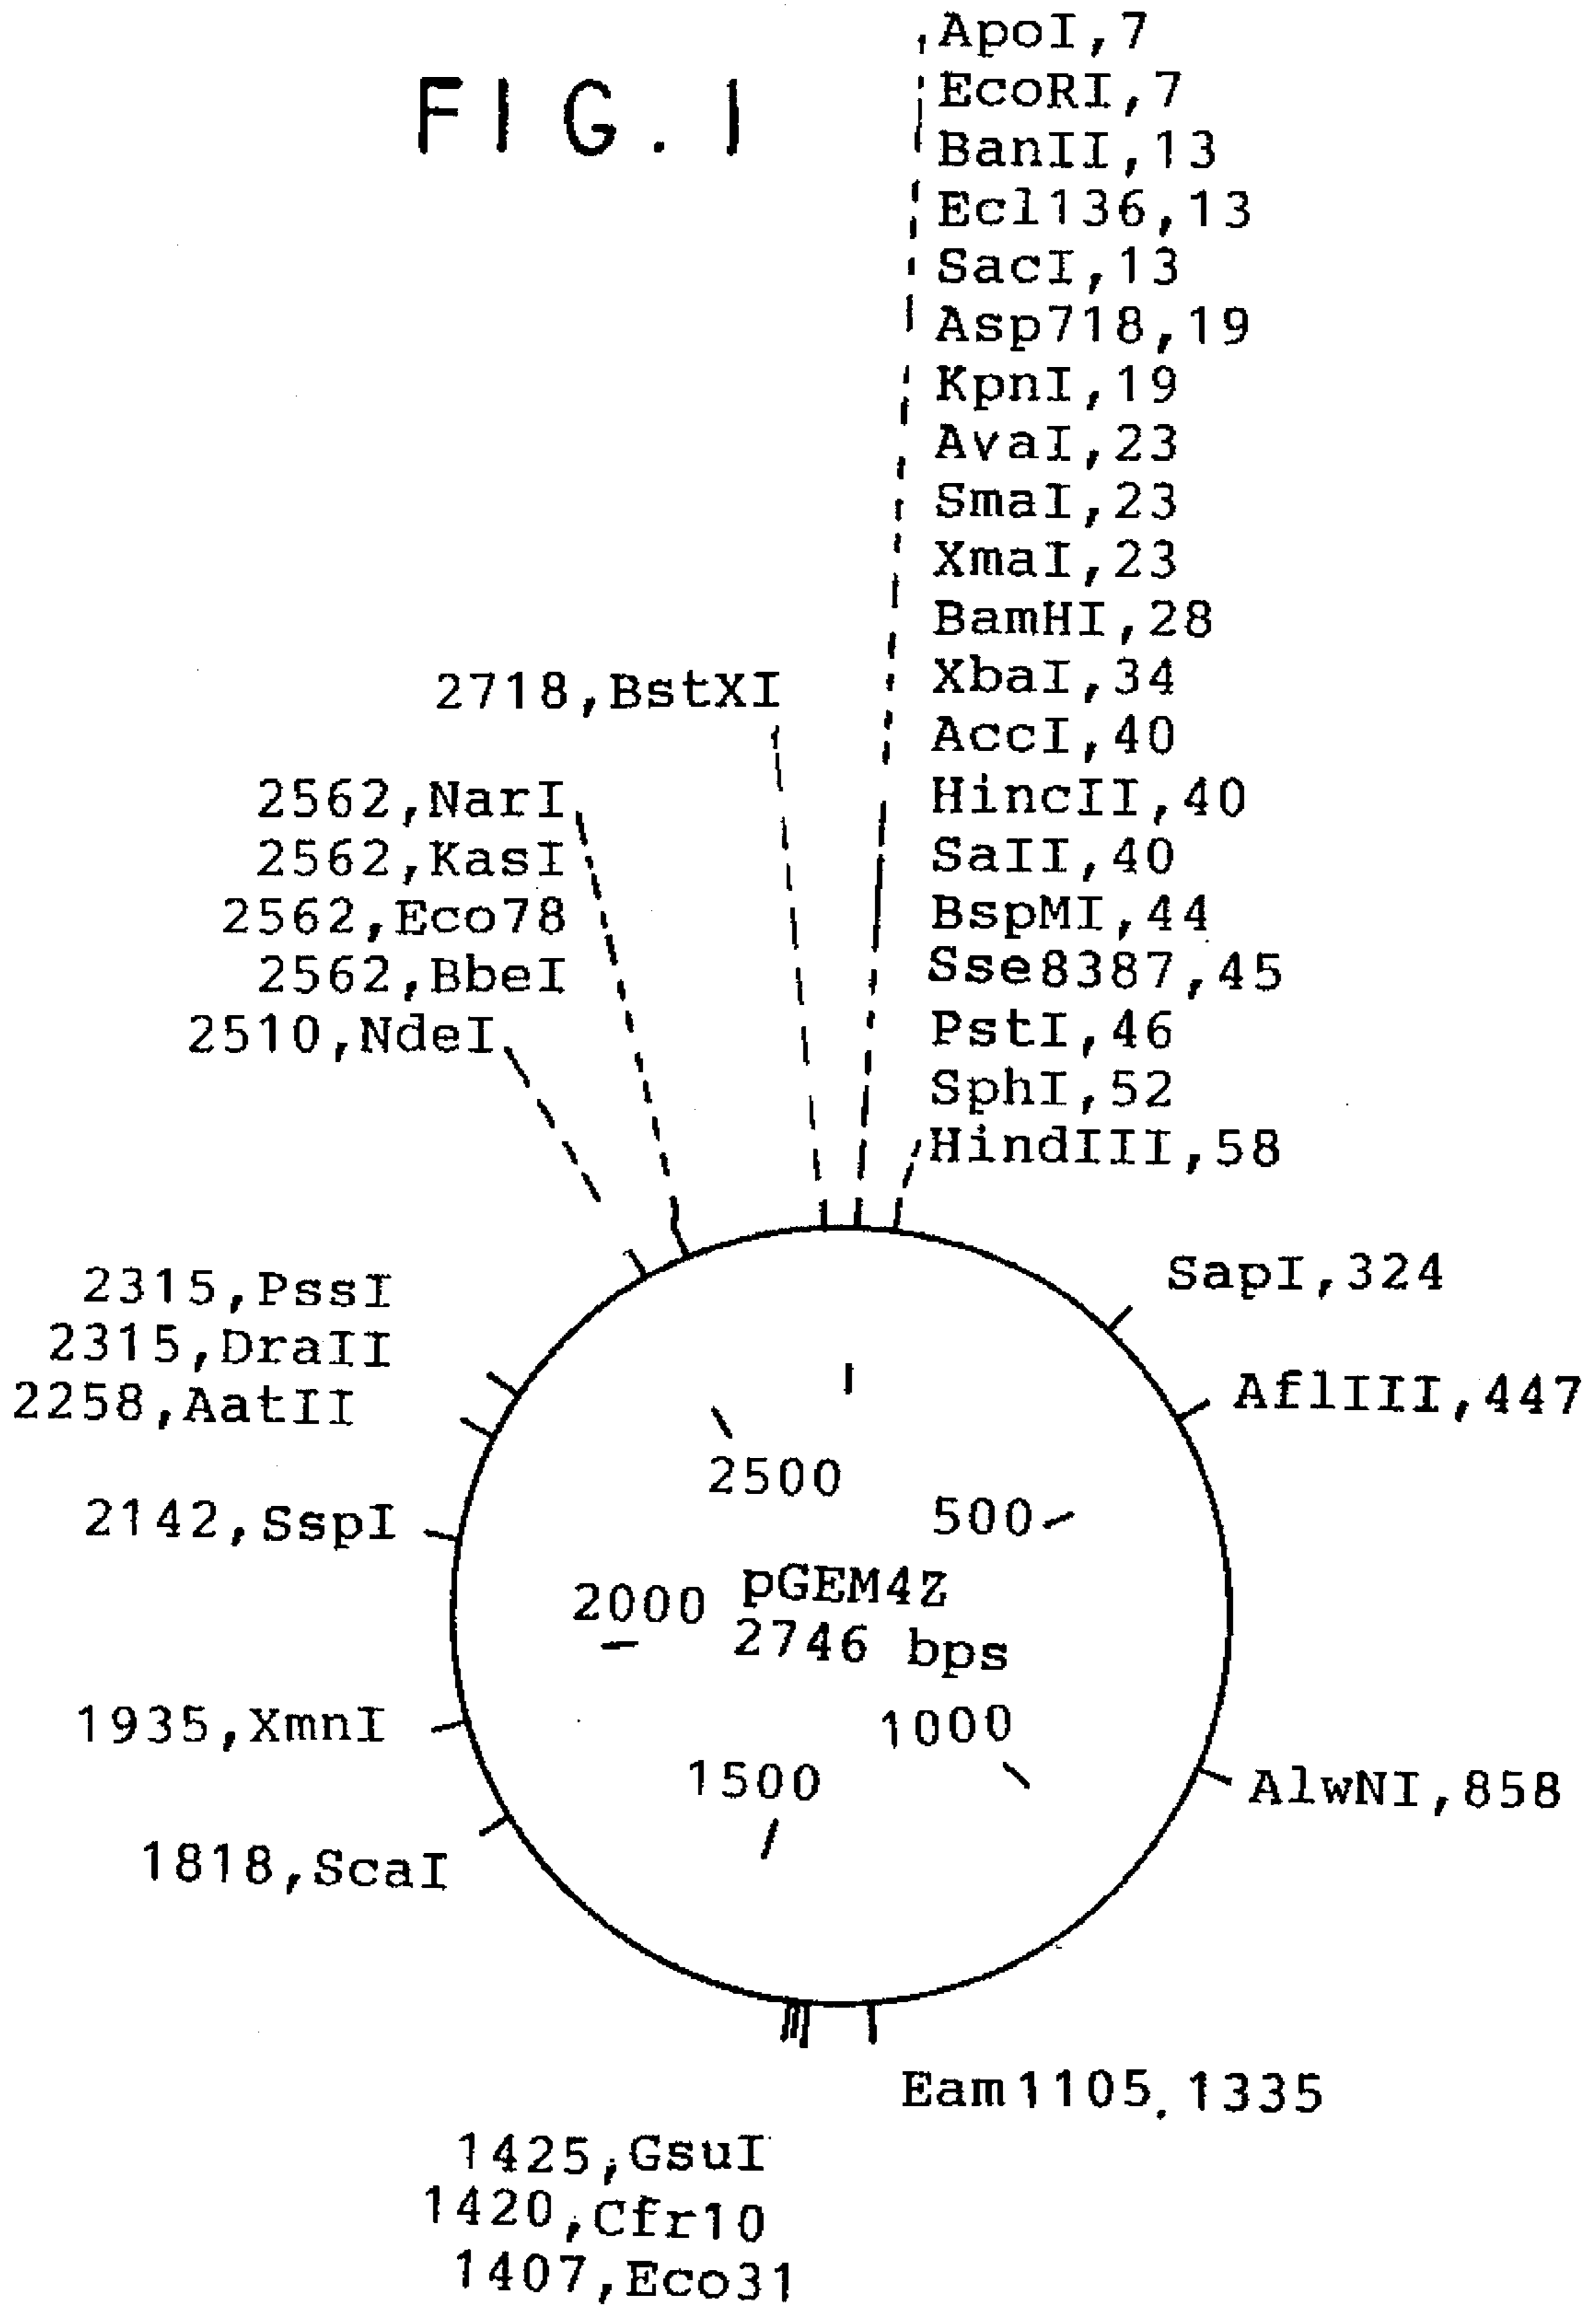 FIG. 1
ApoI,7
EcoRI,7
BanII,13
Ecl136,13
SacI,13
Asp718,19
KpnI,19
AvaI,23
SmaI,23
XmaI,23
BamHI,28
XbaI,34
AccI,40
HincII,40
SaII,40
BspMI,44
Sse8387,45
PstI,46
SphI,52
HindIII,58
2718,BstXI
2562,NarI
2562,KasI
2562,Eco78
2562,BbeI
2510,NdeI
2315,PssI
2315,DraII
2258,AatII
2142,SspI
1935,XmnI
1818,ScaI
SapI,324
AflIII,447
AlwNI,858
1
2500
500
2000
pGEM4Z
2746 bps
1000
1500
Eam1105.1335
1425,GsuI
1420,Cfr10
1407,Eco31